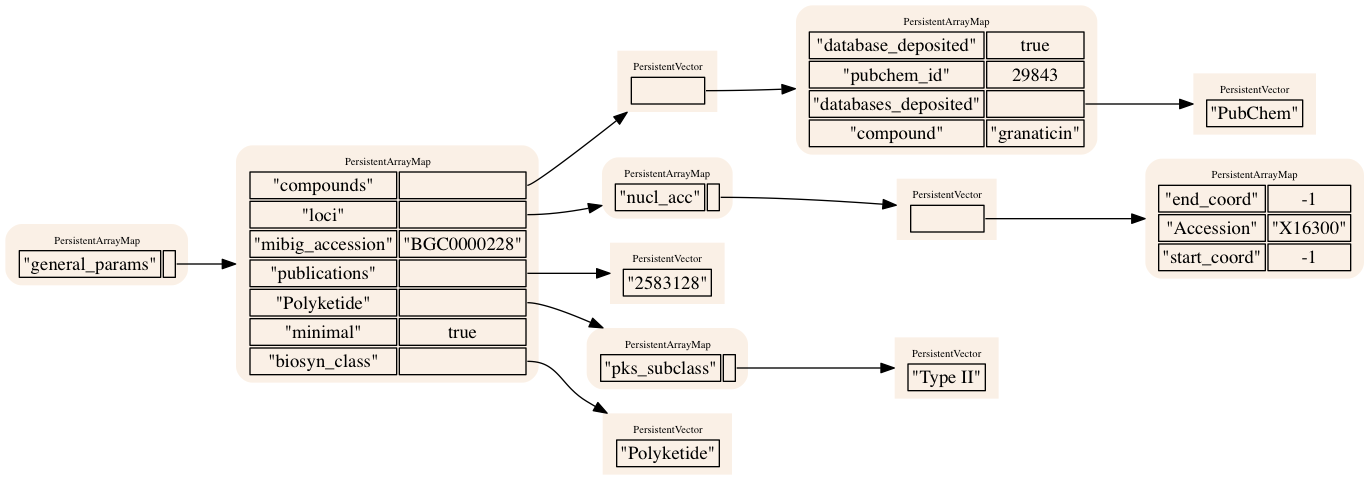 PersistentArrayMap
"general_params"
PersistentArrayMap
"compounds"
"loci"
"mibig_accession" "BGC0000228"
"publications"
"Polyketide"
"minimal" true
"biosyn_class"
PersistentVector
PersistentArrayMap
"database_deposited" true
"pubchem_id" 29843
"databases_deposited"
"compound" "granaticin"
PersistentVector
"PubChem"
PersistentArrayMap
"nucl_acc"
PersistentVector
PersistentArrayMap
"end_coord" -1
"Accession" "X16300"
"start_coord" -1
PersistentVector
"2583128"
PersistentArrayMap
"pks_subclass"
PersistentVector
"Type II"
PersistentVector
"Polyketide"